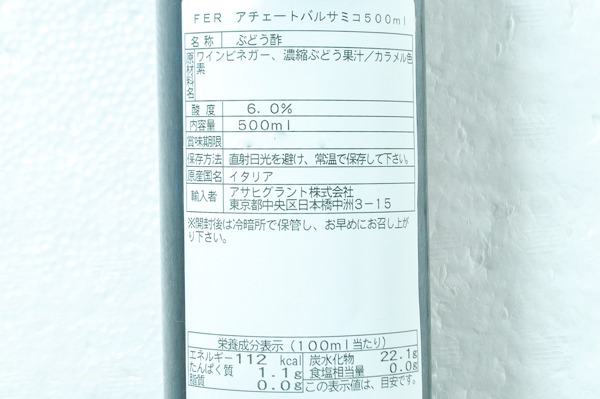 FER アチェートバルサミコ500ml
名称 ぶどう酢
原材料名 ワインビネガー、濃縮ぶどう果汁／カラメル色
素
酸度 6.0%
内容量 500ml
賞味期限
保存方法 直射日光を避け、常温で保存して下さい。
原産国名 イタリア
輸入者 アサヒグラント株式会社
東京都中央区日本橋中洲3－15
※開封後は冷暗所で保管し、お早めにお召し上が
り下さい。
栄養成分表示（100ml当たり）
エネルギー 112 kcal 炭水化物 22.1g
たんぱく質 1.1g 食塩相当量 0.0g
脂質 0.0g この表示値は、目安です。